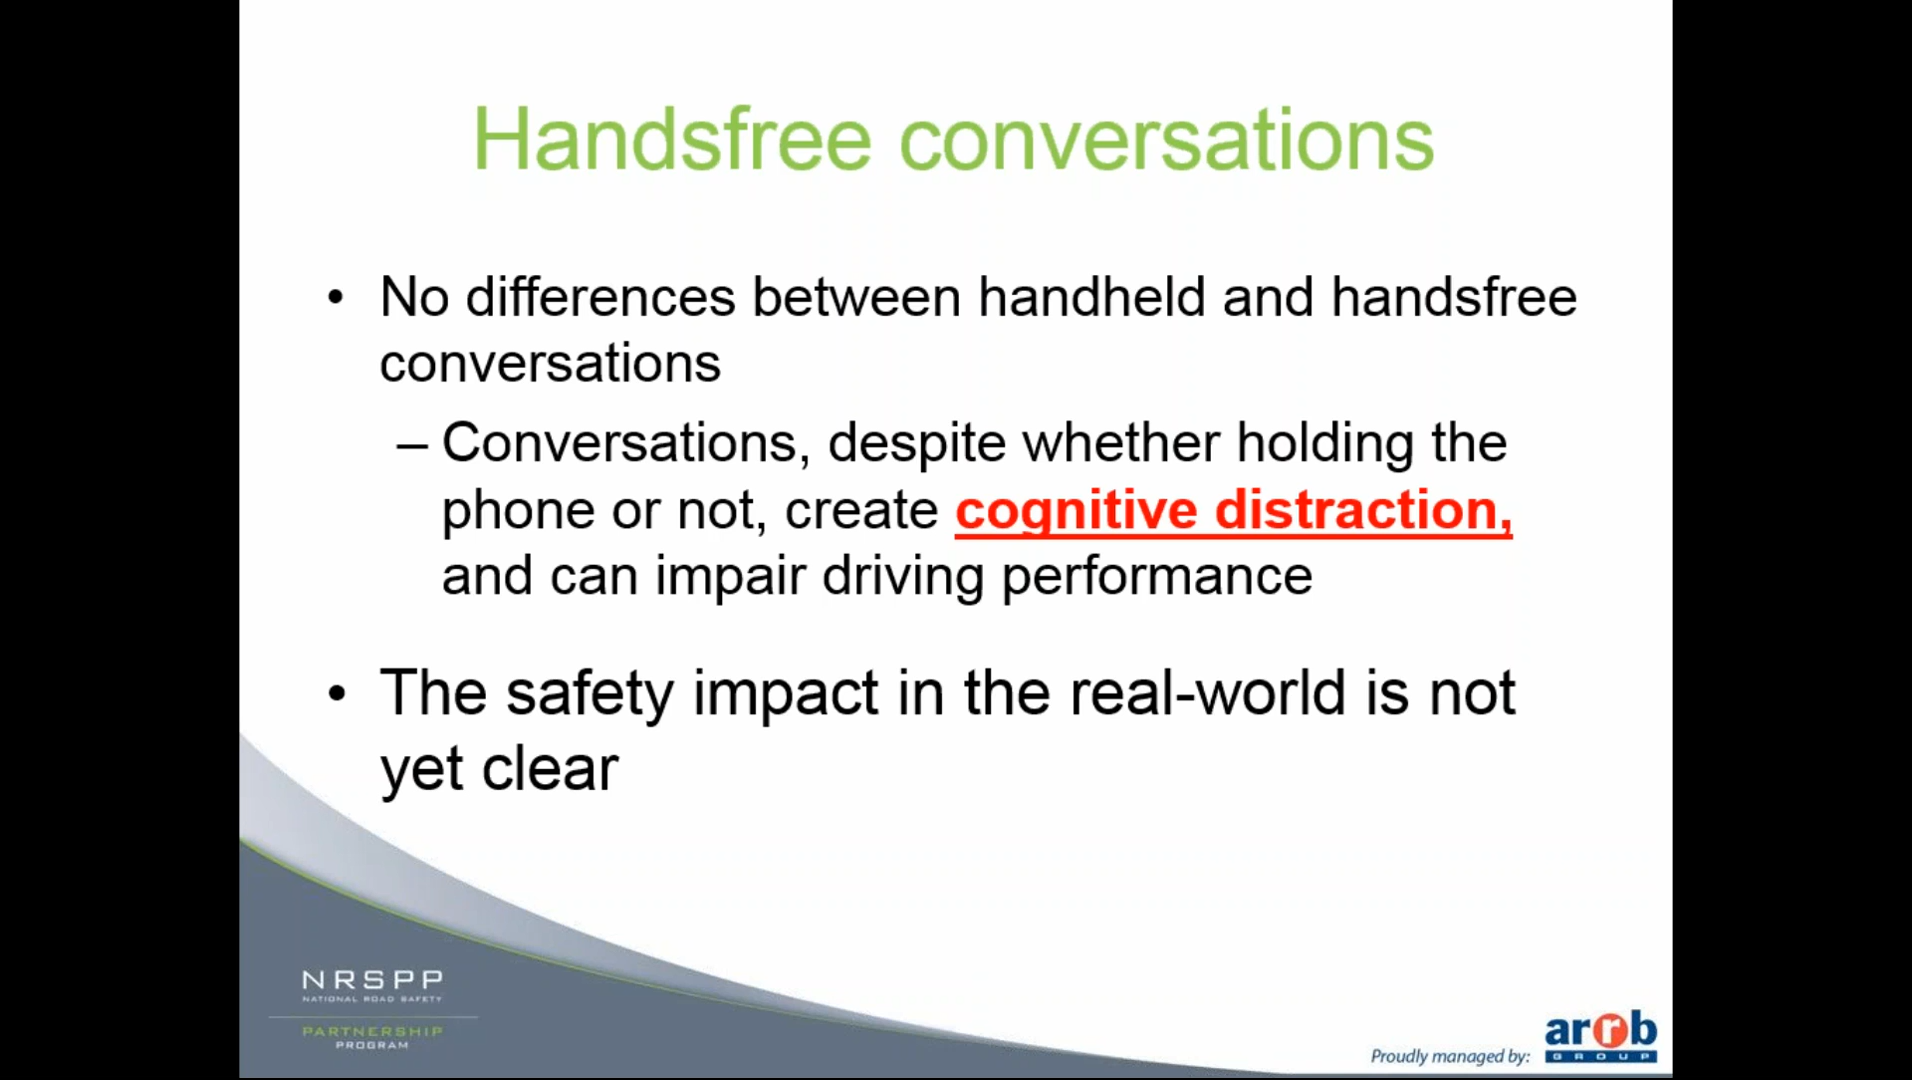 Handsfree conversations
• No differences between handheld and handsfree
conversations
– Conversations, despite whether holding the
phone or not, create cognitive distraction,
and can impair driving performance
• The safety impact in the real-world is not
yet clear
NRSPP
NATIONAL ROAD SAFETY
PARTNERSHIP
PROGRAM
Proudly managed by:
arrb
GROUP